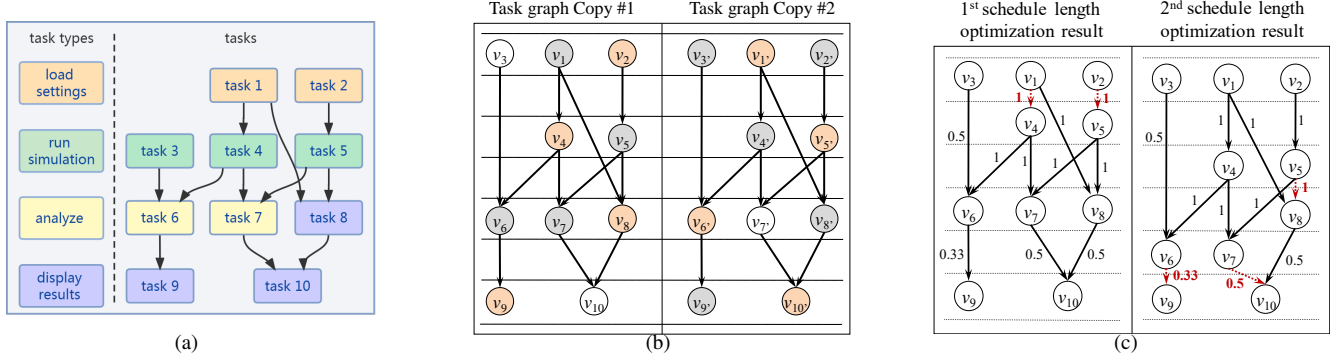 task types
tasks
load settings
task 1
task 2
run simulation
task 3
task 4
task 5
analyze
task 6
task 7
task 8
display results
task 9
task 10
(a)
Task graph Copy #1
Task graph Copy #2
v3 v1 v2 v3' v1' v2'
v4 v5 v4' v5'
v6 v7 v8 v6' v7' v8'
v9 v10 v9' v10'
(b)
1st schedule length
optimization result
v3 v1 v2
1 1
v4 v5
0.5 1
1 1 1
v6 v7 v8
0.33 0.5 0.5
v9 v10
2nd schedule length
optimization result
v3 v1 v2
1 1 1
0.5
v4 v5
1 1 1 1
v8
v6 v7
0.33 0.5 0.5
v9 v10
(c)